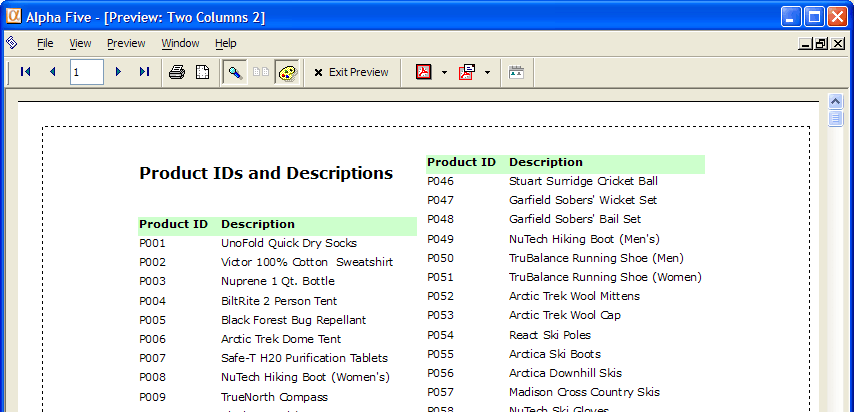 Alpha Five - [Preview: Two Columns 2]
File View Preview Window Help
1 Exit Preview
Product IDs and Descriptions
Product ID Description
P001 UnoFold Quick Dry Socks
P002 Victor 100% Cotton  Sweatshirt
P003 Nuprene 1 Qt. Bottle
P004 BiltRite 2 Person Tent
P005 Black Forest Bug Repellant
P006 Arctic Trek Dome Tent
P007 Safe-T H20 Purification Tablets
P008 NuTech Hiking Boot (Women's)
P009 TrueNorth Compass
Product ID Description
P046 Stuart Surridge Cricket Ball
P047 Garfield Sobers' Wicket Set
P048 Garfield Sobers' Bail Set
P049 NuTech Hiking Boot (Men's)
P050 TruBalance Running Shoe (Men)
P051 TruBalance Running Shoe (Women)
P052 Arctic Trek Wool Mittens
P053 Arctic Trek Wool Cap
P054 React Ski Poles
P055 Arctica Ski Boots
P056 Arctica Downhill Skis
P057 Madison Cross Country Skis
P058 NuTech Ski Gloves